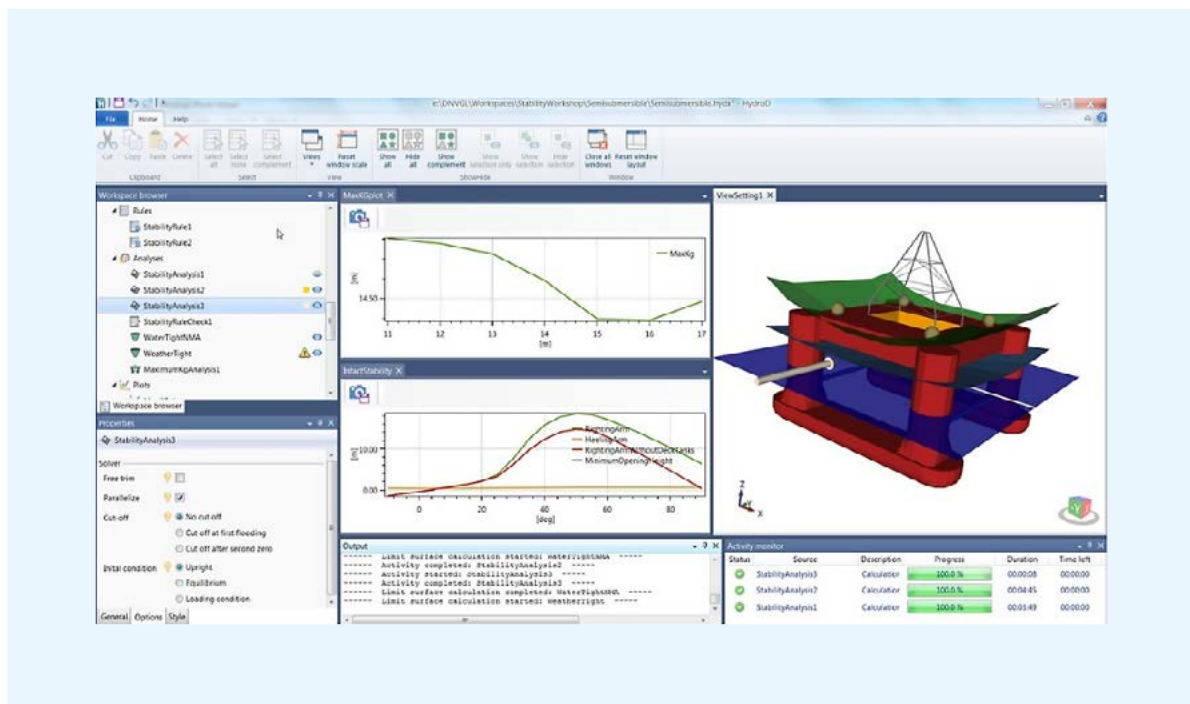 e:\DNVGL\Workspaces\StabilityWorkshop\Semisubmersible\Semisubmersible.hydx* - HydroD
File Home Help
Cut Copy Paste Delete Select all Select none Select complement Views Reset window scale Show all Hide all Show complement Show selection only Show selection Hide selection Close all windows Reset window layout
Clipboard Select View Show/Hide Window
Workspace browser
Rules
StabilityRule1
StabilityRule2
Analyses
StabilityAnalysis1
StabilityAnalysis2
StabilityAnalysis3
StabilityRuleCheck1
WaterTightNMA
WeatherTight
MaximumKgAnalysis1
Plots
Workspace browser
Properties
StabilityAnalysis3
Solver
Free trim
Parallelize
Cut-off
No cut off
Cut off at first flooding
Cut off after second zero
Inital condition
Upright
Equilibrium
Loading condition
General Options Style
MaxKGplot
MaxKg
[m]
14.50
11 12 13 14 15 16 17
[m]
IntactStability
RightingArm
HeelingArm
RightingArmWithoutDeckTanks
MinimumOpeningHeight
[m]
10.00
0.00
0 20 40 60 80
[deg]
ViewSetting1
Z
Y
X
Output
------ Limit surface calculation started: WaterTightNMA ------
------ Activity completed: StabilityAnalysis2 ------
------ Activity started: StabilityAnalysis3 ------
------ Activity completed: StabilityAnalysis3 ------
------ Limit surface calculation completed: WaterTightNMA ------
------ Limit surface calculation started: WeatherTight ------
Activity monitor
Status Source Description Progress Duration Time left
StabilityAnalysis3 Calculation 100.0 % 00:00:08 00:00:00
StabilityAnalysis2 Calculation 100.0 % 00:04:45 00:00:00
StabilityAnalysis1 Calculation 100.0 % 00:03:49 00:00:00